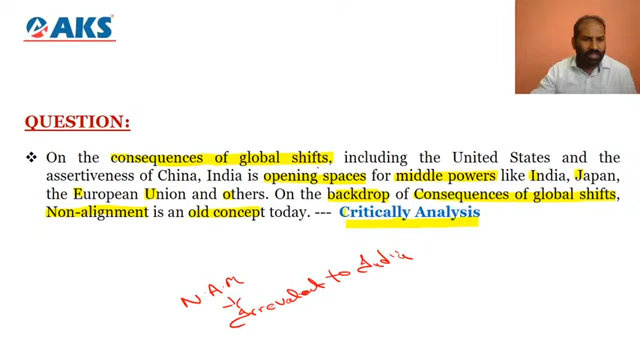 AKS
QUESTION:
❖ On the consequences of global shifts, including the United States and the
assertiveness of China, India is opening spaces for middle powers like India, Japan,
the European Union and others. On the backdrop of Consequences of global shifts,
Non-alignment is an old concept today. --- Critically Analysis
N.A.M
Irrevalent to India